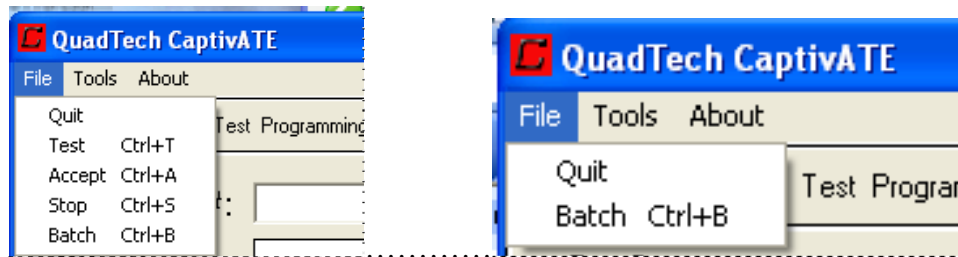 QuadTech CaptivATE
File Tools About
Quit
Test Ctrl+T
Accept Ctrl+A
Stop Ctrl+S
Batch Ctrl+B
Test Programming
QuadTech CaptivATE
File Tools About
Quit
Batch Ctrl+B
Test Program